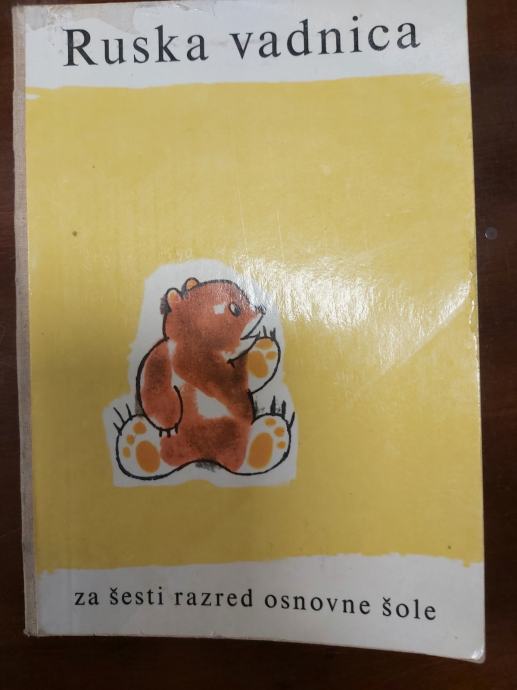 Ruska vadnica
za šesti razred osnovne šole